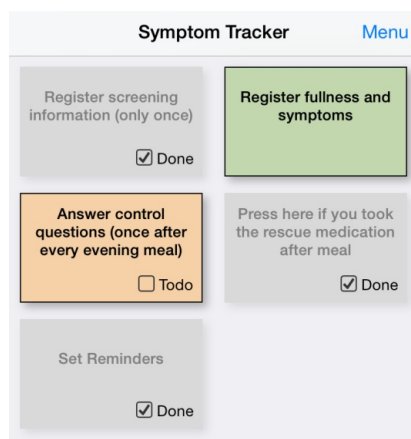 Symptom Tracker
Menu
Register screening
information (only once)
Done
Register fullness and
symptoms
Answer control
questions (once after
every evening meal)
Todo
Press here if you took
the rescue medication
after meal
Done
Set Reminders
Done